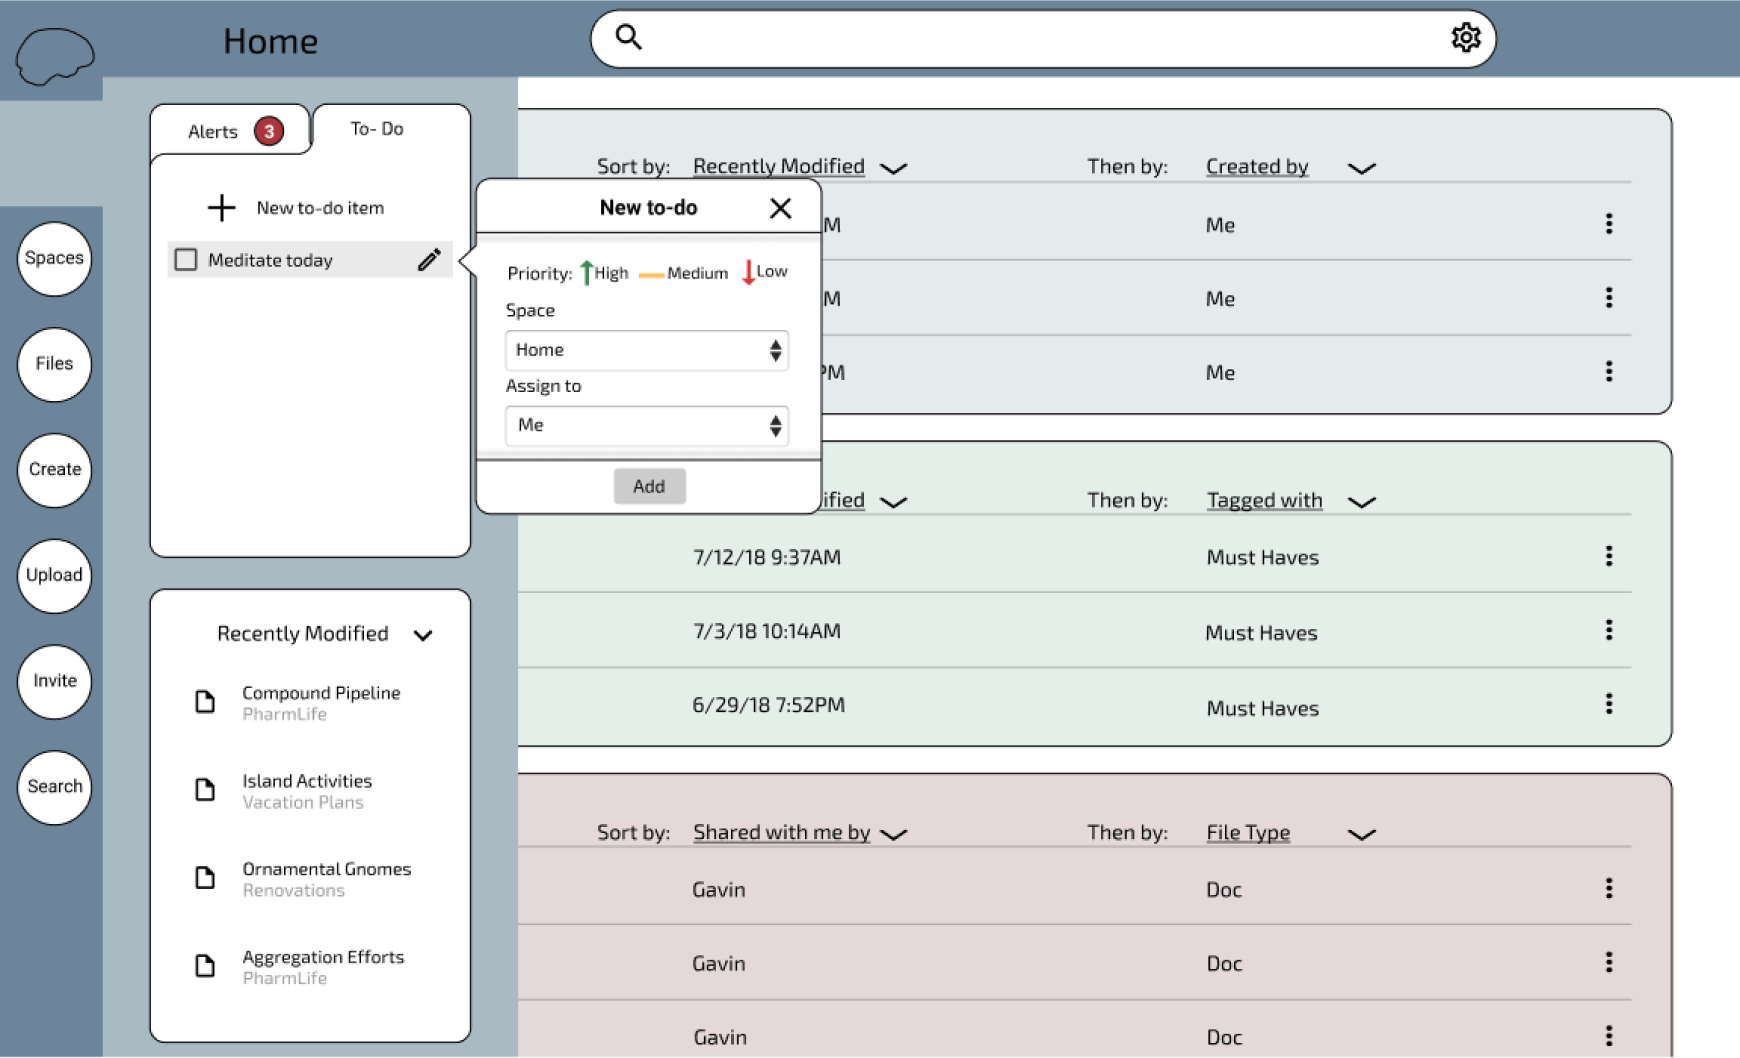 Home
Alerts 3
To- Do
New to-do item
Meditate today
New to-do
Priority: High Medium Low
Space
Home
Assign to
Me
Add
Spaces
Files
Create
Upload
Invite
Search
Recently Modified
Compound Pipeline
PharmLife
Island Activities
Vacation Plans
Ornamental Gnomes
Renovations
Aggregation Efforts
PharmLife
Sort by: Recently Modified Then by: Created by
M Me
M Me
PM Me
ified Then by: Tagged with
7/12/18 9:37AM Must Haves
7/3/18 10:14AM Must Haves
6/29/18 7:52PM Must Haves
Sort by: Shared with me by Then by: File Type
Gavin Doc
Gavin Doc
Gavin Doc